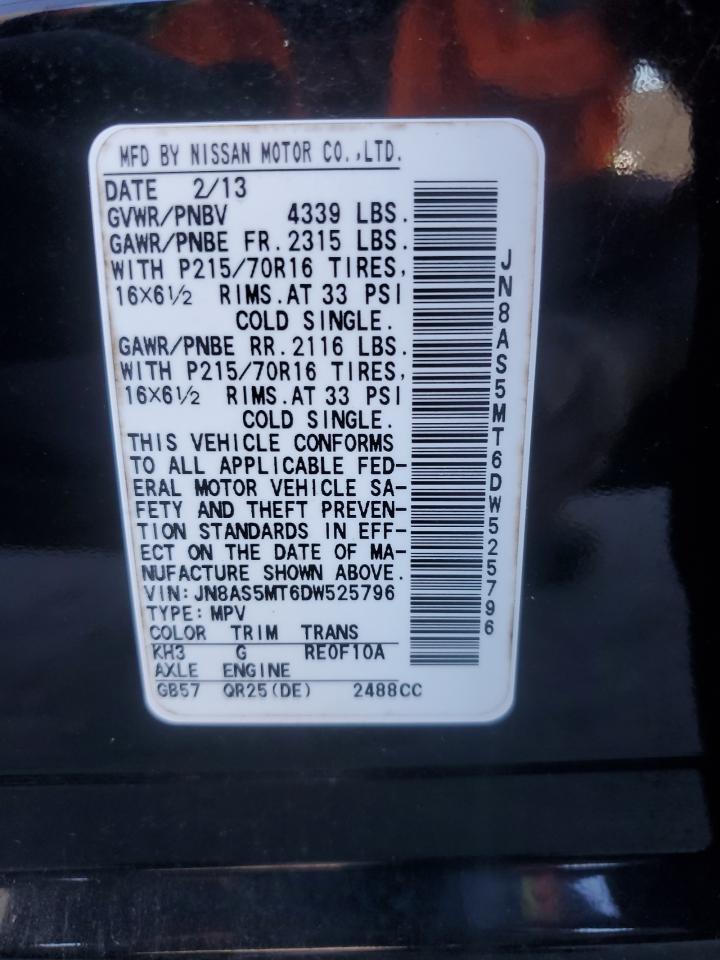 MFD BY NISSAN MOTOR CO.,LTD.
DATE 2/13
GVWR/PNBV 4339 LBS.
GAWR/PNBE FR.2315 LBS.
WITH P215/70R16 TIRES,
16×6½ RIMS.AT 33 PSI
COLD SINGLE.
GAWR/PNBE RR.2116 LBS.
WITH P215/70R16 TIRES,
16×6½ RIMS.AT 33 PSI
COLD SINGLE.
THIS VEHICLE CONFORMS
TO ALL APPLICABLE FED-
ERAL MOTOR VEHICLE SA-
FETY AND THEFT PREVEN-
TION STANDARDS IN EFF-
ECT ON THE DATE OF MA-
NUFACTURE SHOWN ABOVE.
VIN:JN8AS5MT6DW525796
TYPE:MPV
COLOR TRIM TRANS
KH3 G RE0F10A
AXLE ENGINE
GB57 QR25(DE) 2488CC
JN8AS5MT6DW525796